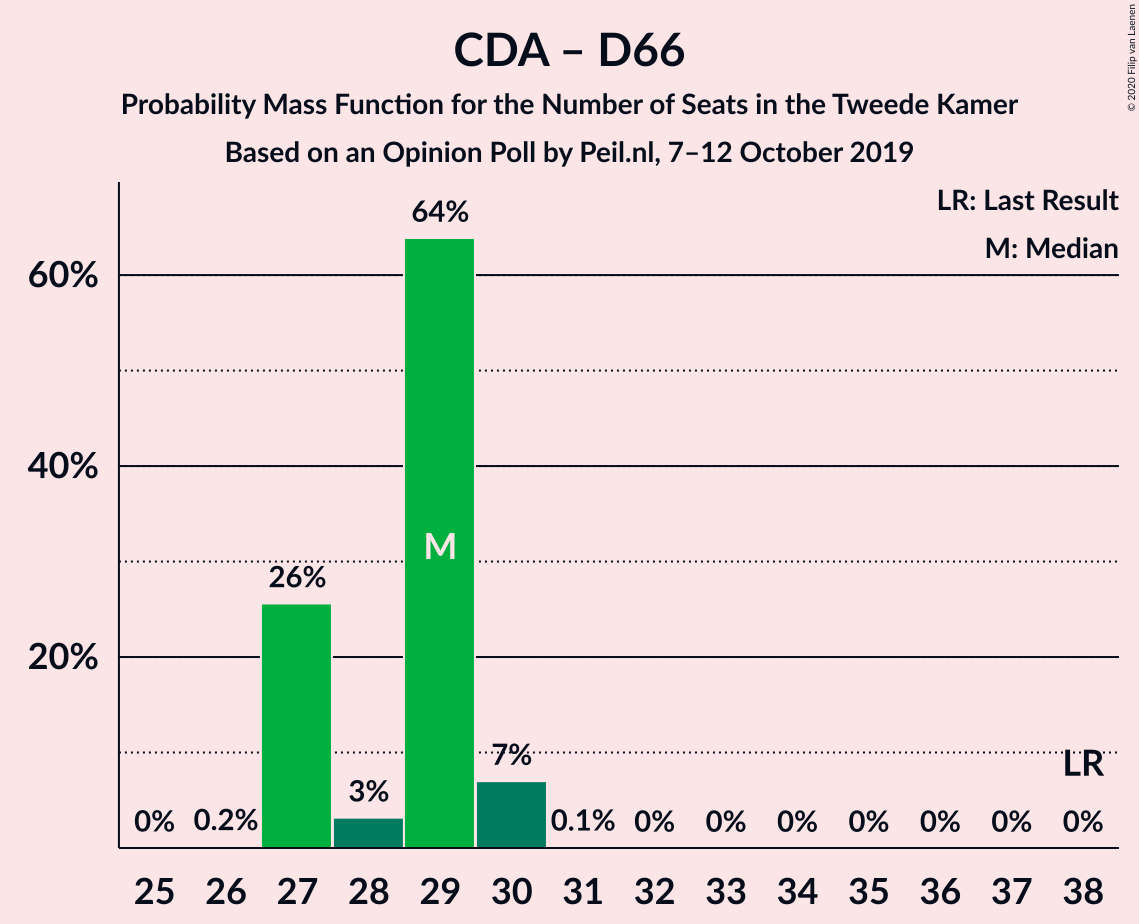 CDA – D66
Probability Mass Function for the Number of Seats in the Tweede Kamer
Based on an Opinion Poll by Peil.nl, 7–12 October 2019
© 2020 Filip van Laenen
LR: Last Result
M: Median
60%
40%
20%
0%
0.2%
26%
3%
64%
M
7%
0.1%
0%
0%
0%
0%
0%
0%
LR
0%
25 26 27 28 29 30 31 32 33 34 35 36 37 38